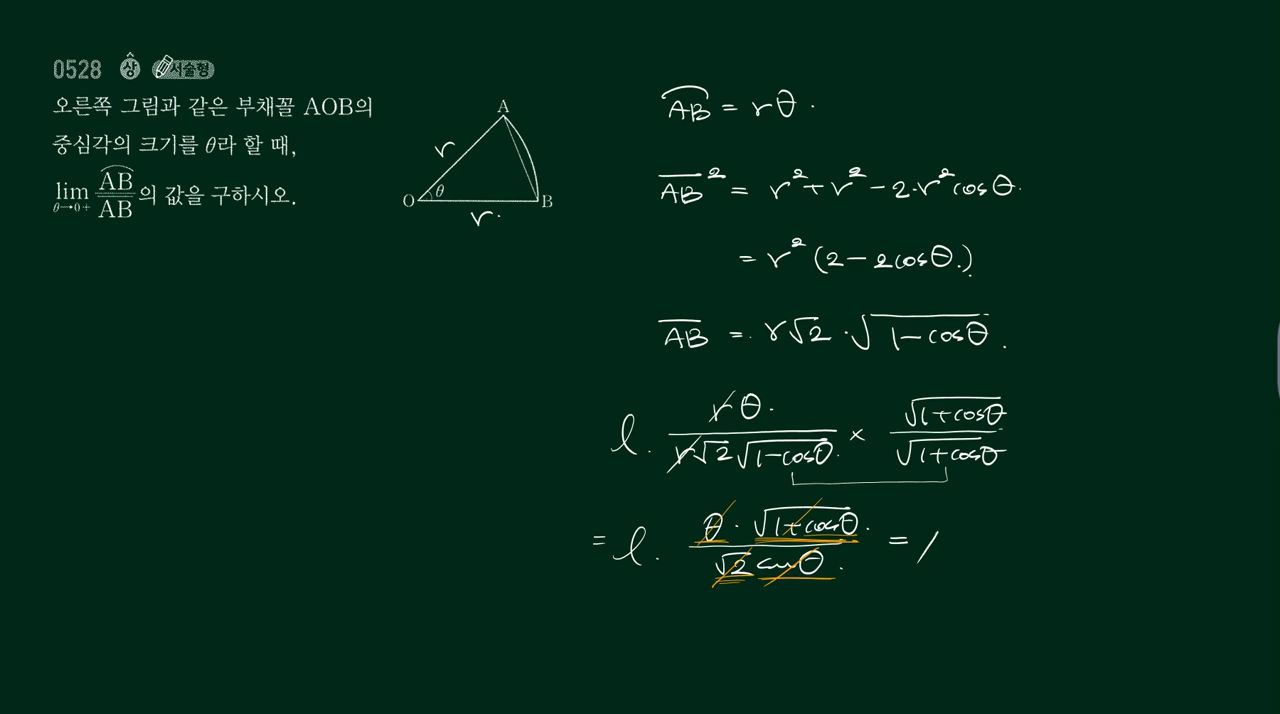 0528 상 서술형
오른쪽 그림과 같은 부채꼴 AOB의
중심각의 크기를 θ라 할 때,
lim θ→0+ ⌒AB / ‾AB 의 값을 구하시오.
A
r
O θ B
r.
⌒AB = rθ.
‾AB² = r² + r² − 2·r² cosθ.
= r² (2 − 2cosθ.)
‾AB = r√2 · √(1−cosθ).
l. rθ. / r√2 √(1−cosθ) × √(1+cosθ) / √(1+cosθ)
= l. θ · √(1+cosθ). / √2 sinθ. = 1